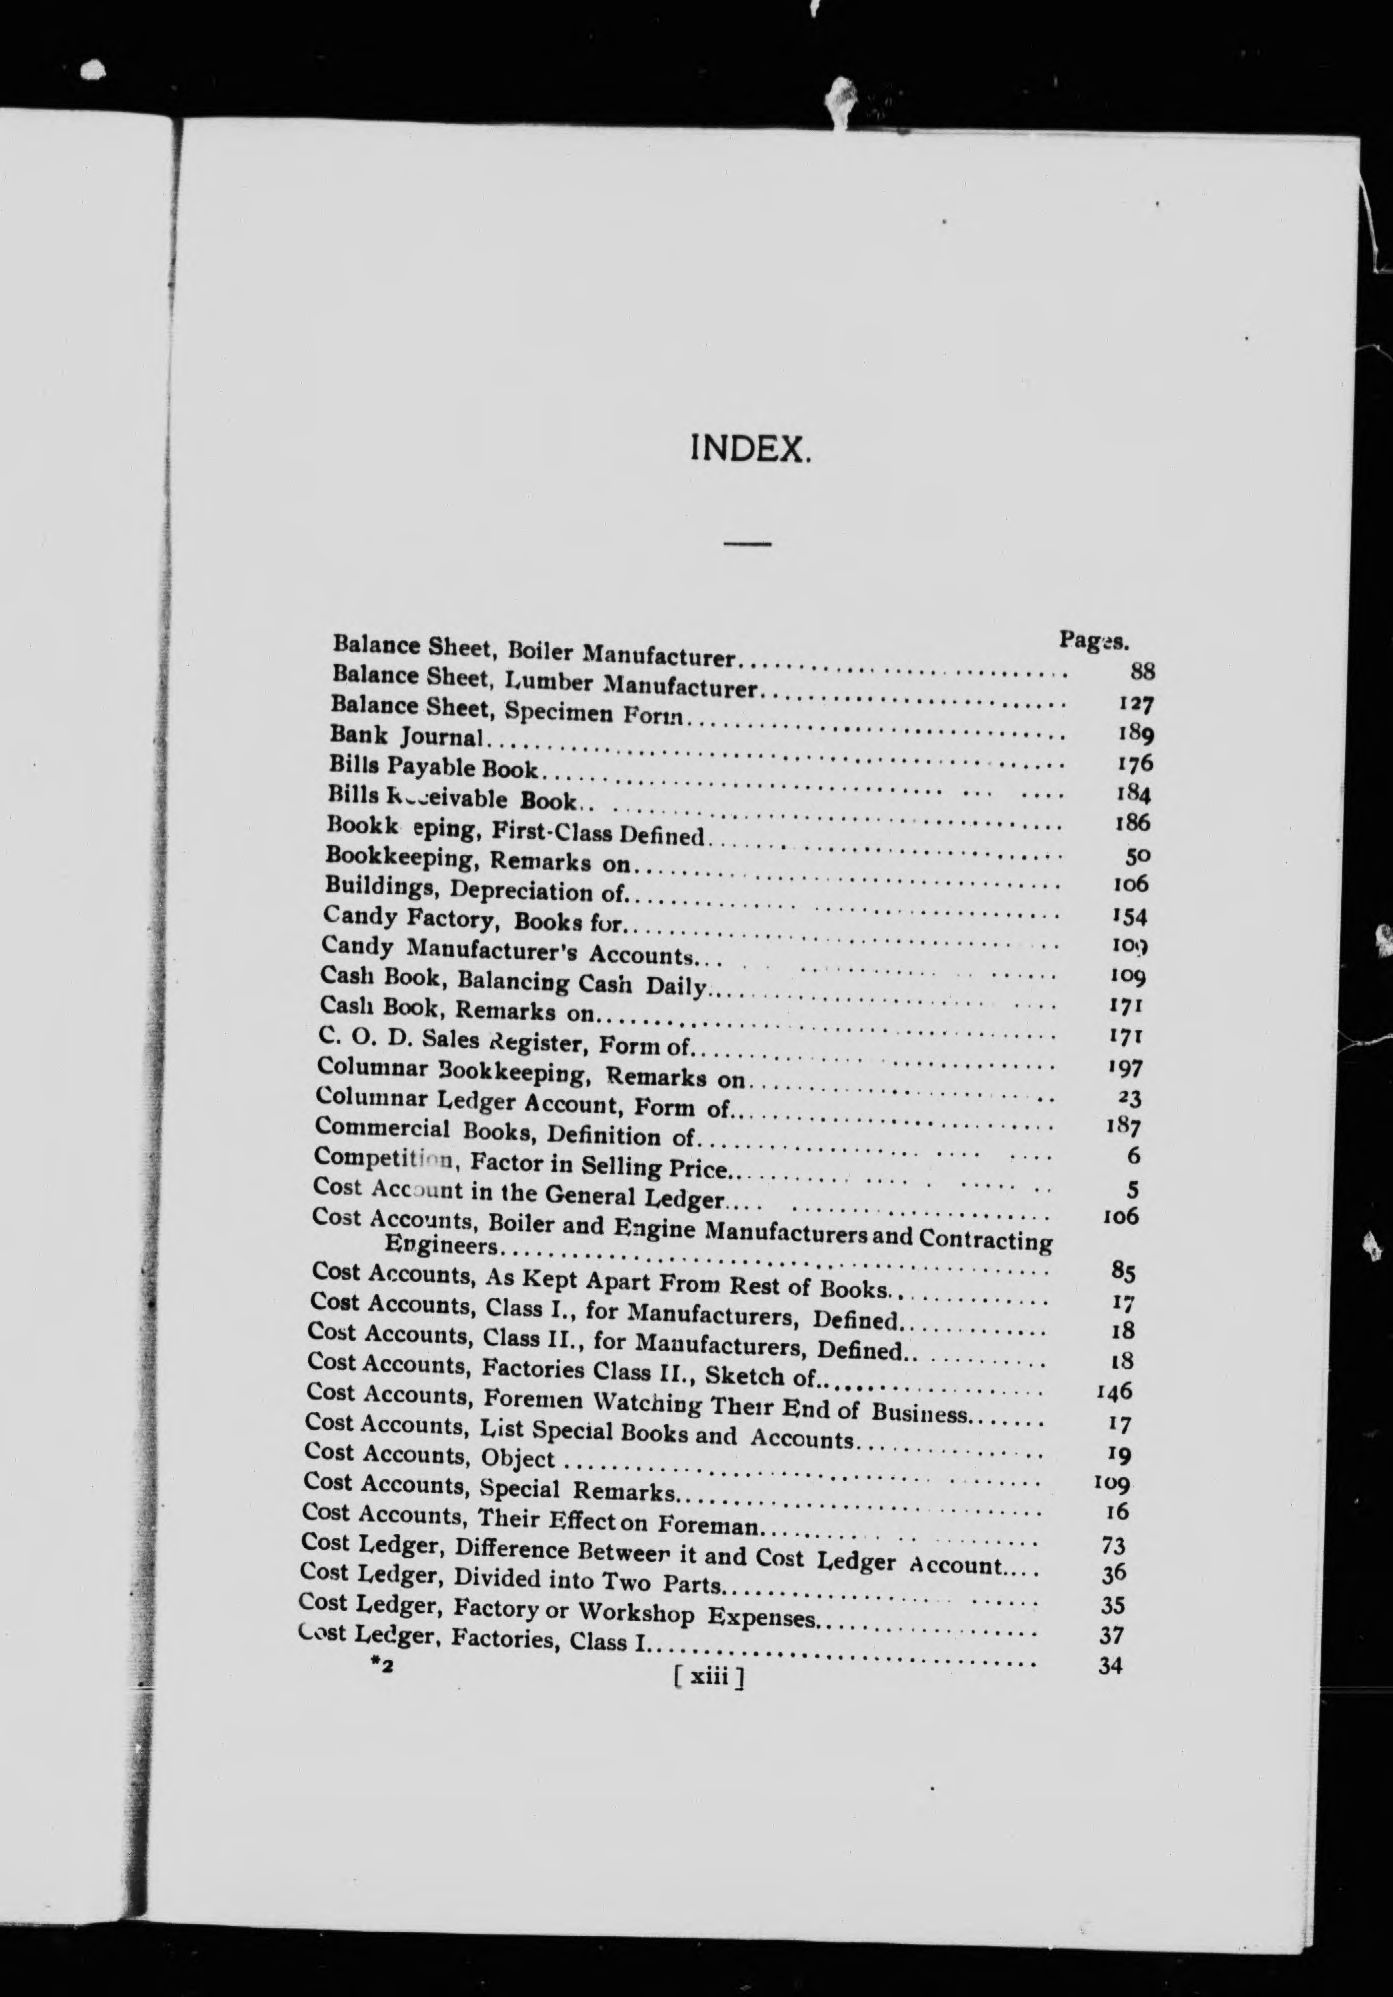 INDEX.
Pages.
Balance Sheet, Boiler Manufacturer 88
Balance Sheet, Lumber Manufacturer 127
Balance Sheet, Specimen Form 189
Bank Journal 176
Bills Payable Book 184
Bills Receivable Book 186
Bookkeeping, First-Class Defined 50
Bookkeeping, Remarks on 106
Buildings, Depreciation of 154
Candy Factory, Books for 109
Candy Manufacturer's Accounts 109
Cash Book, Balancing Cash Daily 171
Cash Book, Remarks on 171
C. O. D. Sales Register, Form of 197
Columnar Bookkeeping, Remarks on 23
Columnar Ledger Account, Form of 187
Commercial Books, Definition of 6
Competition, Factor in Selling Price 5
Cost Account in the General Ledger 106
Cost Accounts, Boiler and Engine Manufacturers and Contracting
Engineers 85
Cost Accounts, As Kept Apart From Rest of Books 17
Cost Accounts, Class I., for Manufacturers, Defined 18
Cost Accounts, Class II., for Manufacturers, Defined 18
Cost Accounts, Factories Class II., Sketch of 146
Cost Accounts, Foremen Watching Their End of Business 17
Cost Accounts, List Special Books and Accounts 19
Cost Accounts, Object 109
Cost Accounts, Special Remarks 16
Cost Accounts, Their Effect on Foreman 73
Cost Ledger, Difference Between it and Cost Ledger Account 36
Cost Ledger, Divided into Two Parts 35
Cost Ledger, Factory or Workshop Expenses 37
Cost Ledger, Factories, Class I 34
*2 [ xiii ]